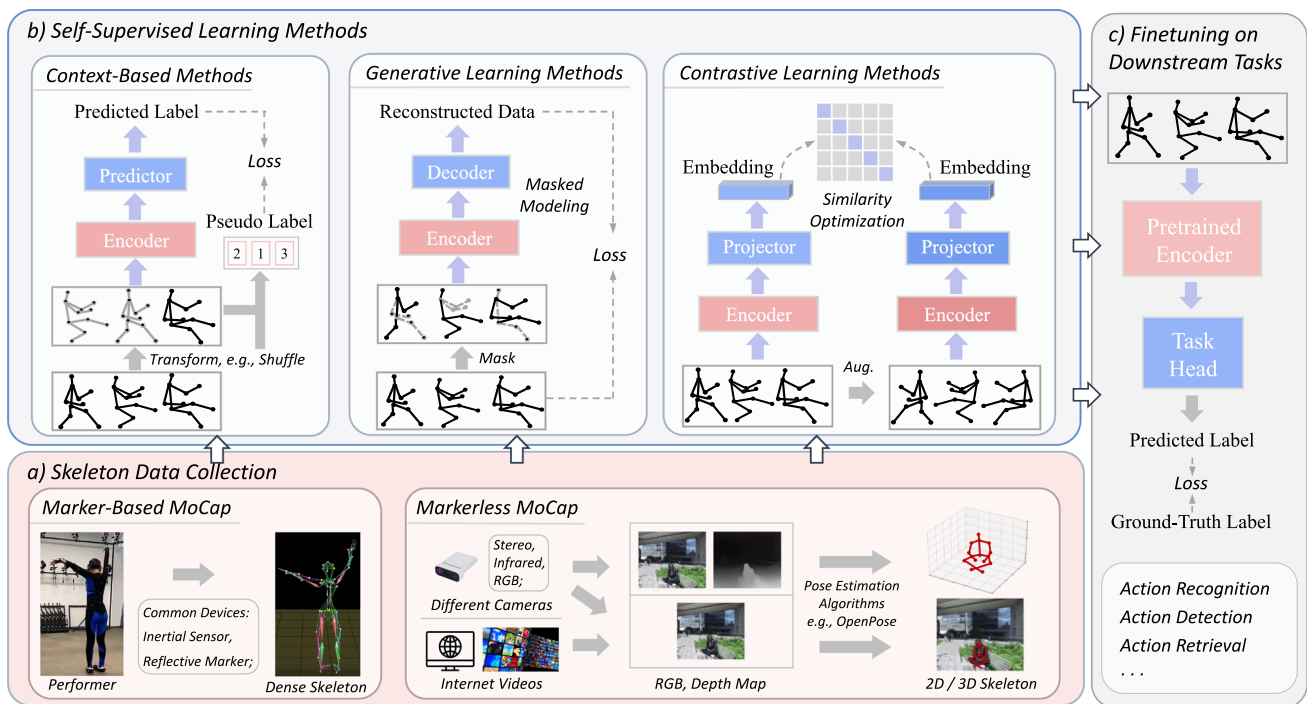 b) Self-Supervised Learning Methods
Context-Based Methods
Predicted Label
Loss
Predictor
Pseudo Label
Encoder
2 1 3
Transform, e.g., Shuffle
Generative Learning Methods
Reconstructed Data
Decoder
Masked
Modeling
Encoder
Loss
Mask
Contrastive Learning Methods
Embedding
Embedding
Similarity
Optimization
Projector
Projector
Encoder
Encoder
Aug.
c) Finetuning on
Downstream Tasks
Pretrained
Encoder
Task
Head
Predicted Label
Loss
Ground-Truth Label
Action Recognition
Action Detection
Action Retrieval
. . .
a) Skeleton Data Collection
Marker-Based MoCap
Common Devices:
Inertial Sensor,
Reflective Marker;
Performer
Dense Skeleton
Markerless MoCap
Stereo,
Infrared,
RGB;
Different Cameras
Internet Videos
RGB, Depth Map
Pose Estimation
Algorithms
e.g., OpenPose
2D / 3D Skeleton